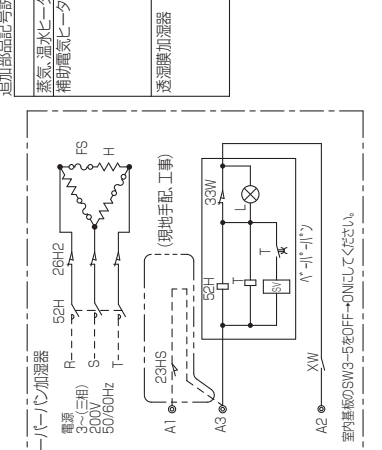 追加部品記号説
蒸気、温水ヒータ
補助電気ヒータ
透湿膜加湿器
ーパーパン加湿器
電源
3〜(三相)
200V
50/60Hz
R
S
T
52H
26H2
FS
H
(現地手配、工事)
23HS
A1
A3
A2
52H
33W
T
L
T
SV
ベーパーパン
XW
室内基板のSW3-5をOFF→ONにしてください。